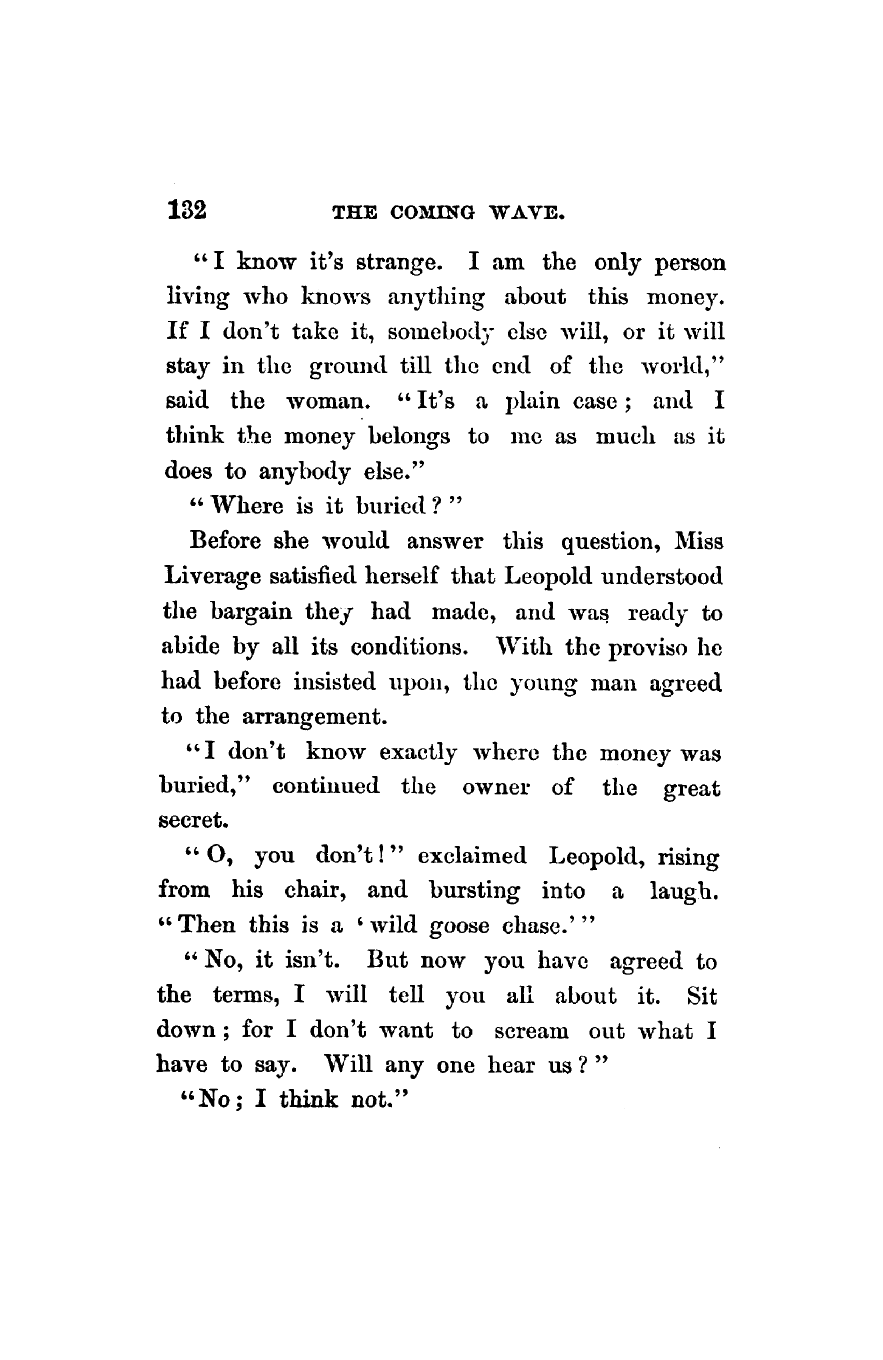 132 THE COMING WAVE.
"I know it's strange. I am the only person
living who knows anything about this money.
If I don't take it, somebody else will, or it will
stay in the ground till the end of the world,"
said the woman. "It's a plain case; and I
think the money belongs to me as much as it
does to anybody else."
"Where is it buried?"
Before she would answer this question, Miss
Liverage satisfied herself that Leopold understood
the bargain they had made, and was ready to
abide by all its conditions. With the proviso he
had before insisted upon, the young man agreed
to the arrangement.
"I don't know exactly where the money was
buried," continued the owner of the great
secret.
"O, you don't!" exclaimed Leopold, rising
from his chair, and bursting into a laugh.
"Then this is a 'wild goose chase.'"
"No, it isn't. But now you have agreed to
the terms, I will tell you all about it. Sit
down; for I don't want to scream out what I
have to say. Will any one hear us?"
"No; I think not."